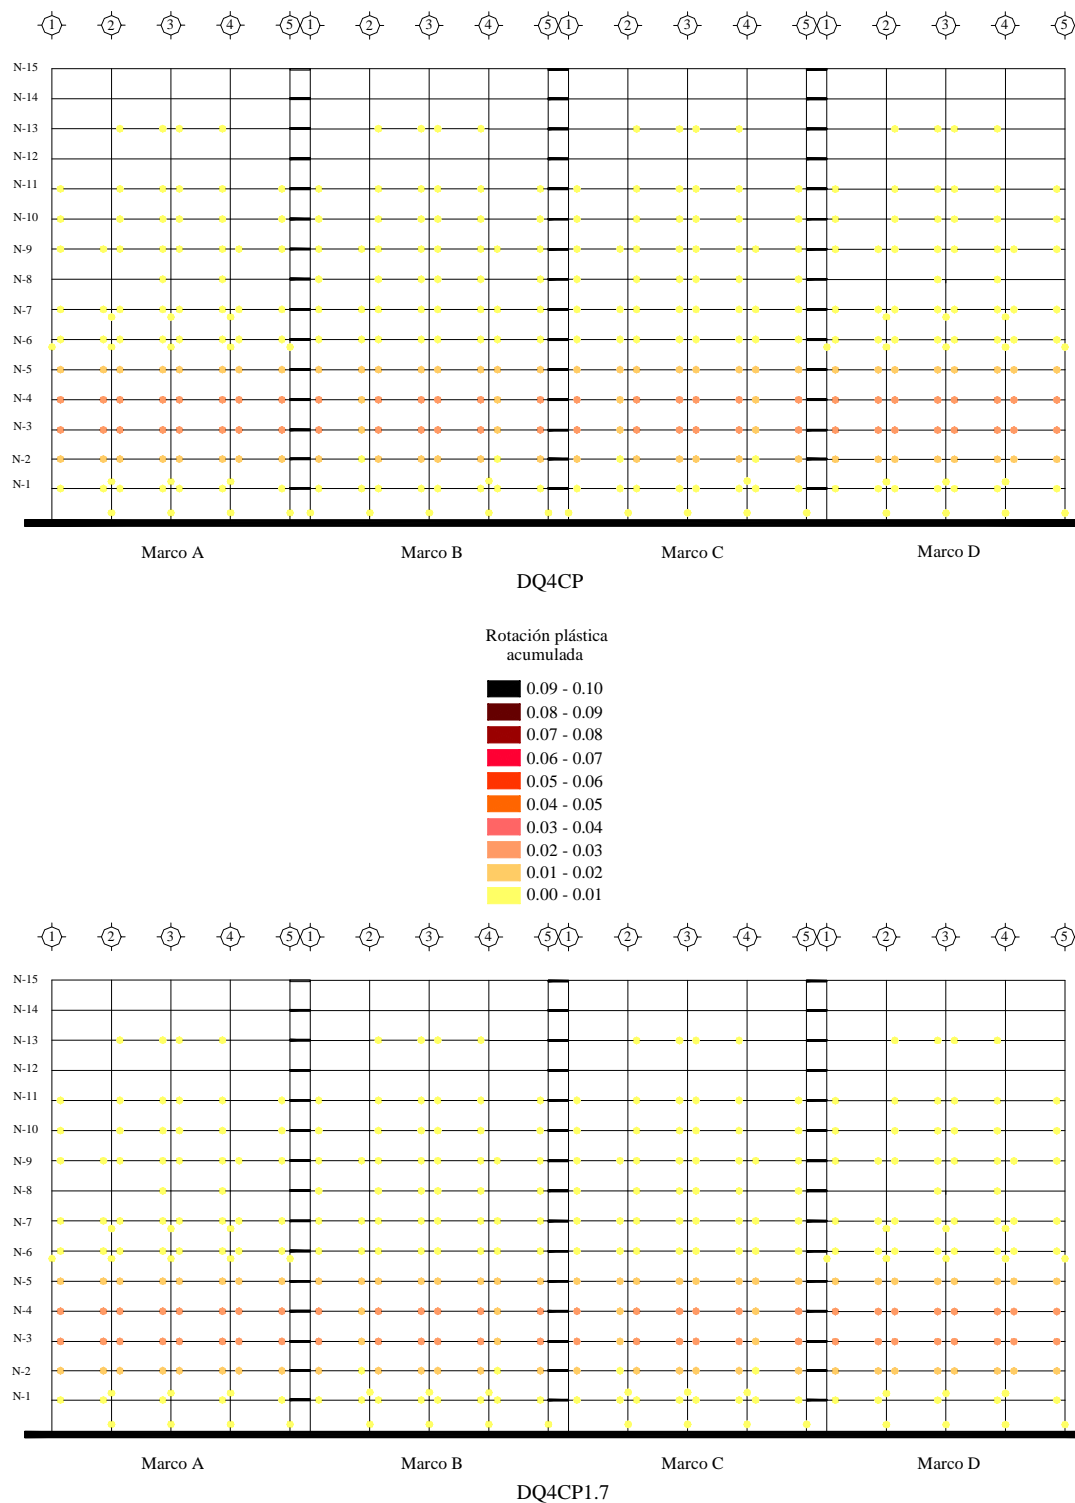 1 2 3 4 5 1 2 3 4 5 1 2 3 4 5 1 2 3 4 5
N-15
N-14
N-13
N-12
N-11
N-10
N-9
N-8
N-7
N-6
N-5
N-4
N-3
N-2
N-1
Marco A Marco B Marco C Marco D
DQ4CP
Rotación plástica
acumulada
0.09 - 0.10
0.08 - 0.09
0.07 - 0.08
0.06 - 0.07
0.05 - 0.06
0.04 - 0.05
0.03 - 0.04
0.02 - 0.03
0.01 - 0.02
0.00 - 0.01
1 2 3 4 5 1 2 3 4 5 1 2 3 4 5 1 2 3 4 5
N-15
N-14
N-13
N-12
N-11
N-10
N-9
N-8
N-7
N-6
N-5
N-4
N-3
N-2
N-1
Marco A Marco B Marco C Marco D
DQ4CP1.7